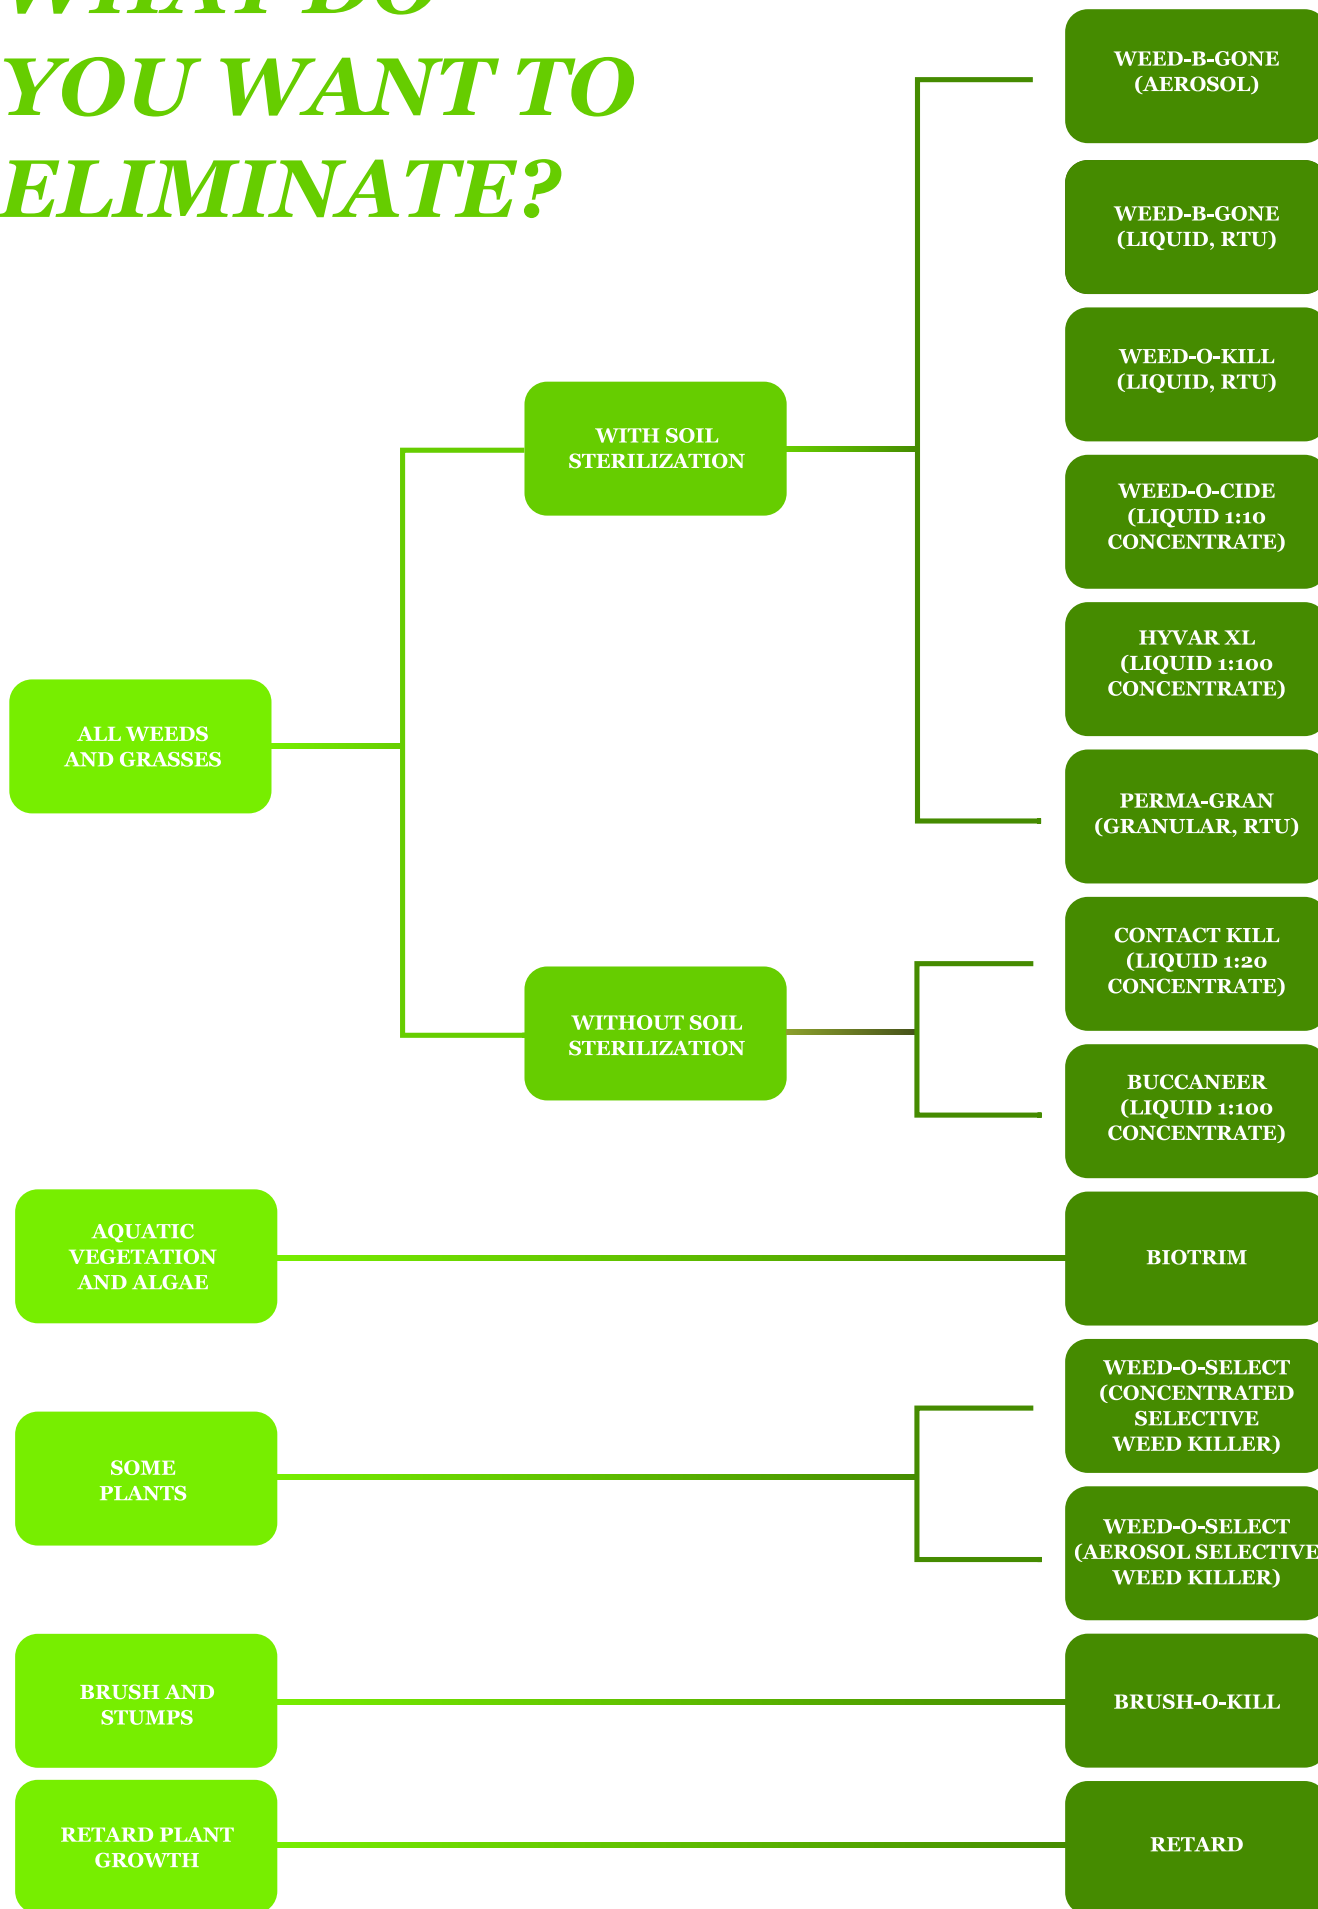 WHAT DO
YOU WANT TO
ELIMINATE?
WEED-B-GONE
(AEROSOL)
WEED-B-GONE
(LIQUID, RTU)
WEED-O-KILL
(LIQUID, RTU)
WITH SOIL
STERILIZATION
WEED-O-CIDE
(LIQUID 1:10
CONCENTRATE)
HYVAR XL
(LIQUID 1:100
CONCENTRATE)
ALL WEEDS
AND GRASSES
PERMA-GRAN
(GRANULAR, RTU)
CONTACT KILL
(LIQUID 1:20
CONCENTRATE)
WITHOUT SOIL
STERILIZATION
BUCCANEER
(LIQUID 1:100
CONCENTRATE)
AQUATIC
VEGETATION
AND ALGAE
BIOTRIM
WEED-O-SELECT
(CONCENTRATED
SELECTIVE
WEED KILLER)
SOME
PLANTS
WEED-O-SELECT
(AEROSOL SELECTIVE
WEED KILLER)
BRUSH AND
STUMPS
BRUSH-O-KILL
RETARD PLANT
GROWTH
RETARD